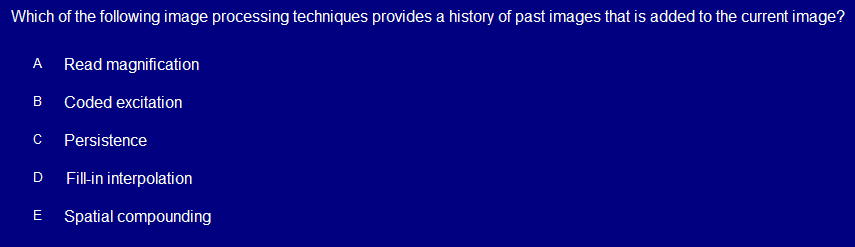 Which of the following image processing techniques provides a history of past images that is added to the current image?
A Read magnification
B Coded excitation
C Persistence
D Fill-in interpolation
E Spatial compounding